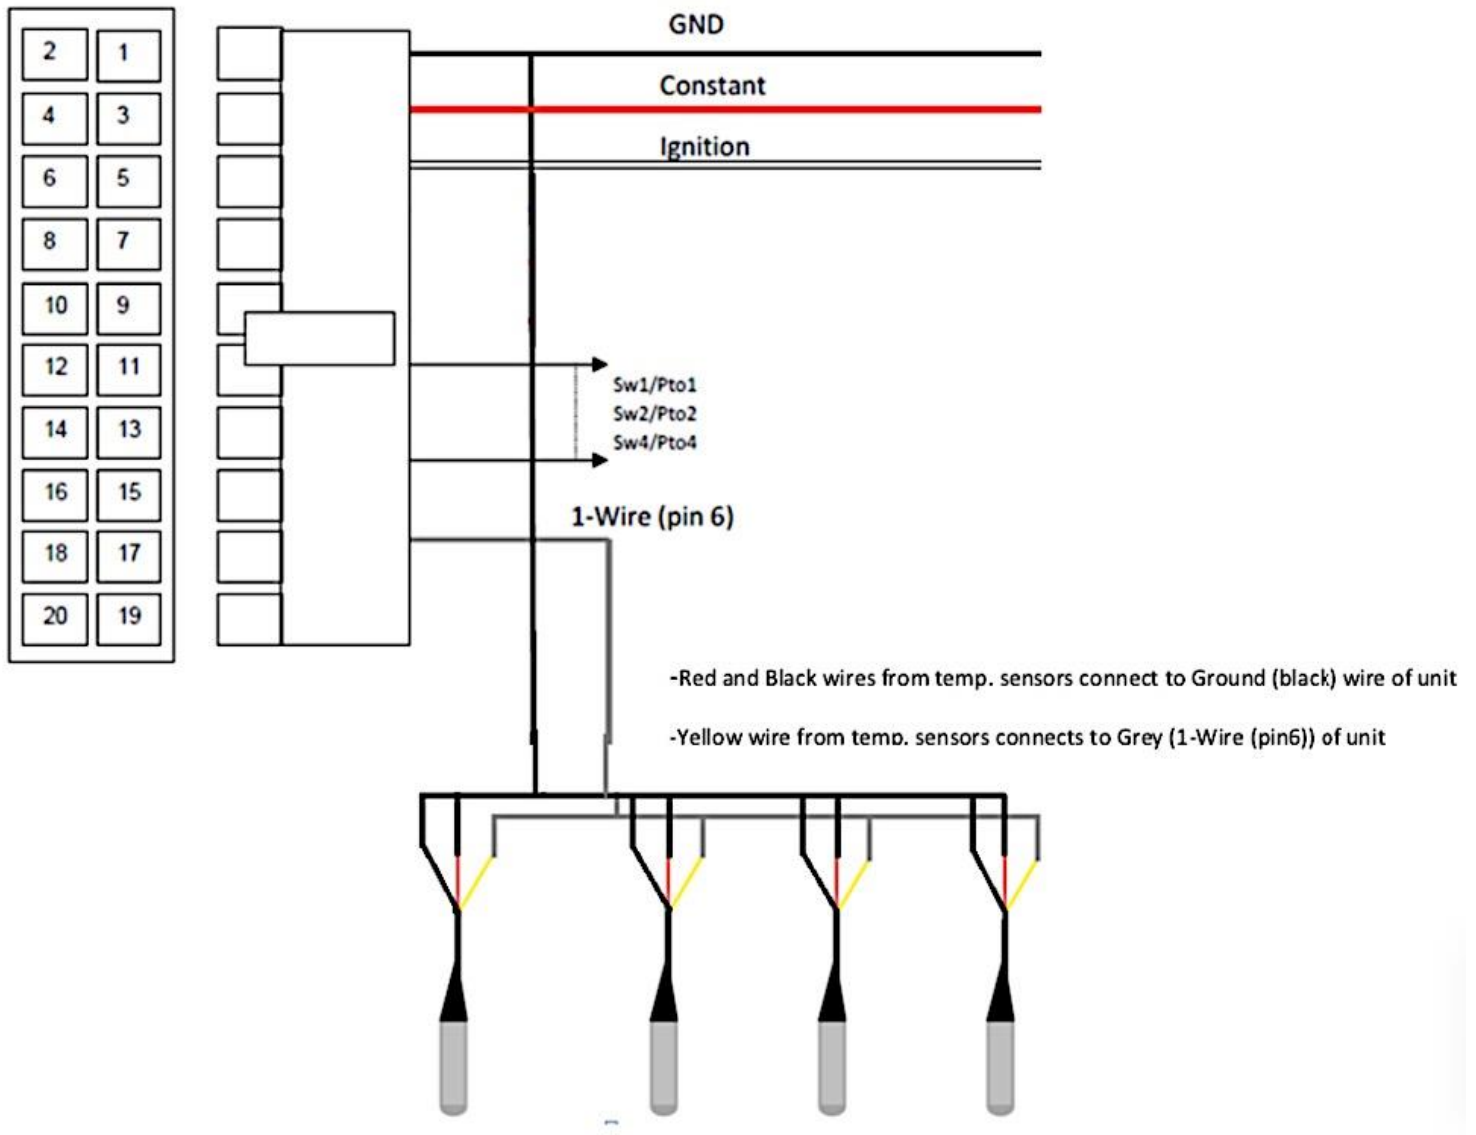 2 1
4 3
6 5
8 7
10 9
12 11
14 13
16 15
18 17
20 19
GND
Constant
Ignition
Sw1/Pto1
Sw2/Pto2
Sw4/Pto4
1-Wire (pin 6)
-Red and Black wires from temp. sensors connect to Ground (black) wire of unit
-Yellow wire from temp. sensors connects to Grey (1-Wire (pin6)) of unit